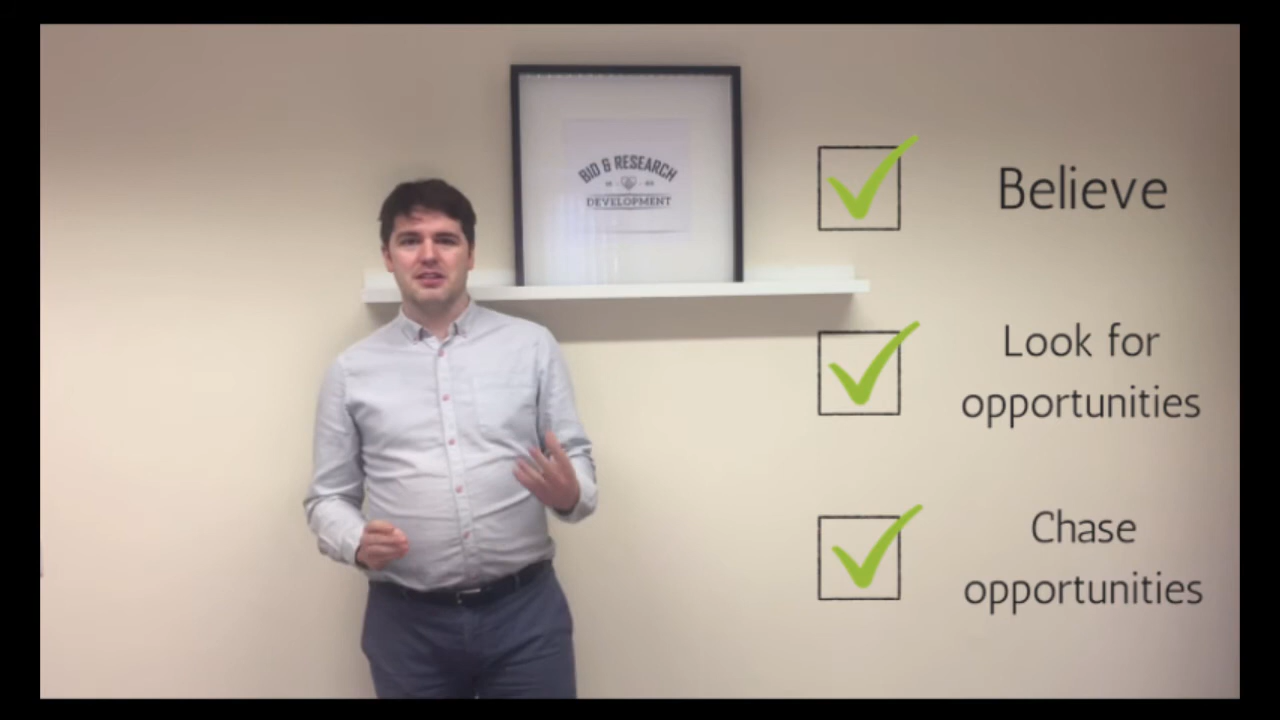 BID & RESEARCH
DEVELOPMENT
Believe
Look for
opportunities
Chase
opportunities